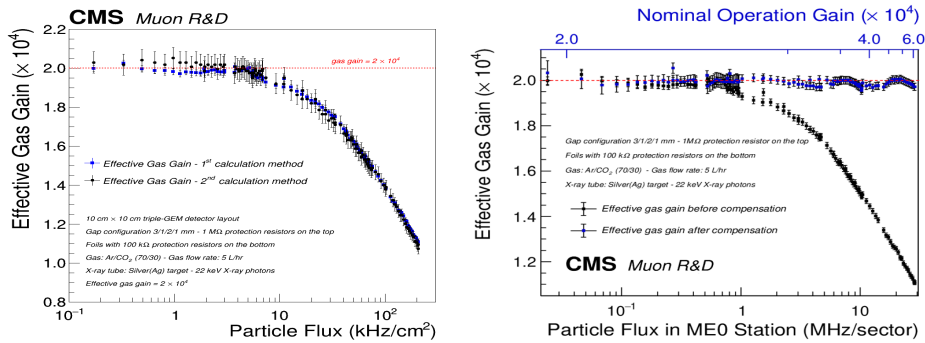 CMS Muon R&D
Effective Gas Gain (× 10⁴)
2.2
2.0
1.8
1.6
1.4
1.2
1.0
0.8
gas gain = 2 × 10⁴
Effective Gas Gain - 1ˢᵗ calculation method
Effective Gas Gain - 2ⁿᵈ calculation method
10 cm × 10 cm triple-GEM detector layout
Gap configuration 3/1/2/1 mm - 1 MΩ protection resistors on the top
Foils with 100 kΩ protection resistors on the bottom
Gas: Ar/CO₂ (70/30) - Gas flow rate: 5 L/hr
X-ray tube: Silver(Ag) target - 22 keV X-ray photons
Effective gas gain = 2 × 10⁴
10⁻¹ 1 10 10²
Particle Flux (kHz/cm²)
Nominal Operation Gain (× 10⁴)
2.0 4.0 6.0
Effective Gas Gain (× 10⁴)
2.0
1.8
1.6
1.4
1.2
Gap configuration 3/1/2/1 mm - 1MΩ protection resistor on the top
Foils with 100 kΩ protection resistors on the bottom
Gas: Ar/CO₂ (70/30) - Gas flow rate: 5 L/hr
X-ray tube: Silver(Ag) target - 22 keV X-ray photons
Effective gas gain before compensation
Effective gas gain after compensation
CMS Muon R&D
10⁻¹ 1 10
Particle Flux in ME0 Station (MHz/sector)